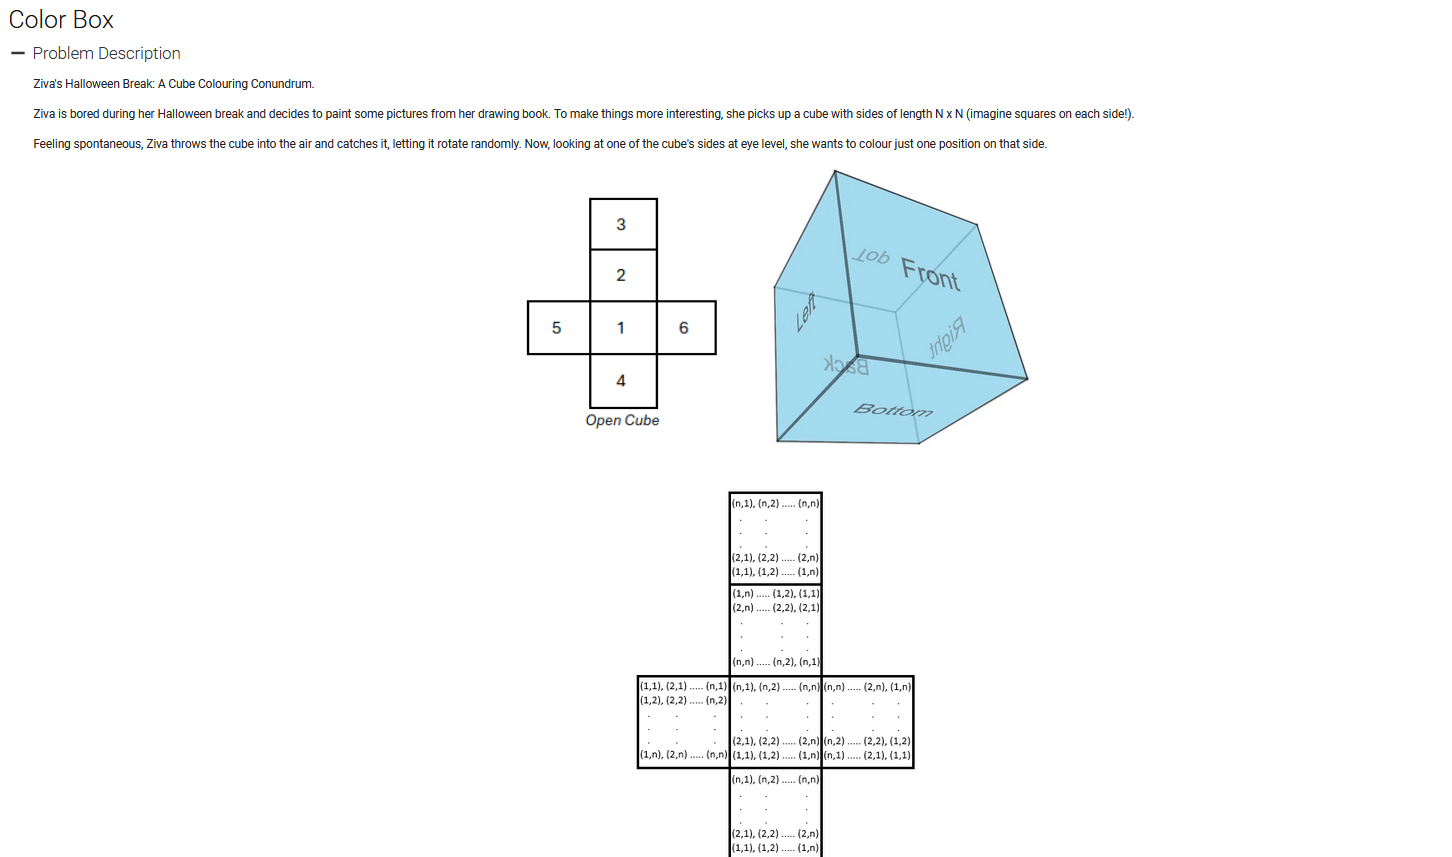 Color Box
Problem Description
Ziva's Halloween Break: A Cube Colouring Conundrum.
Ziva is bored during her Halloween break and decides to paint some pictures from her drawing book. To make things more interesting, she picks up a cube with sides of length N x N (imagine squares on each side!).
Feeling spontaneous, Ziva throws the cube into the air and catches it, letting it rotate randomly. Now, looking at one of the cube's sides at eye level, she wants to colour just one position on that side.
3
2
5 1 6
4
Open Cube
Top Front
Left Right
Back
Bottom
(n,1), (n,2) ..... (n,n)
. . .
. . .
. . .
(2,1), (2,2) ..... (2,n)
(1,1), (1,2) ..... (1,n)
(1,n) ..... (1,2), (1,1)
(2,n) ..... (2,2), (2,1)
. . .
. . .
. . .
(n,n) ..... (n,2), (n,1)
(1,1), (2,1) ..... (n,1) (n,1), (n,2) ..... (n,n) (n,n) ..... (2,n), (1,n)
(1,2), (2,2) ..... (n,2) . . . . . .
. . . . . . . . .
. . . . . . . . .
. . . (2,1), (2,2) ..... (2,n) (n,2) ..... (2,2), (1,2)
(1,n), (2,n) ..... (n,n) (1,1), (1,2) ..... (1,n) (n,1) ..... (2,1), (1,1)
(n,1), (n,2) ..... (n,n)
. . .
. . .
. . .
(2,1), (2,2) ..... (2,n)
(1,1), (1,2) ..... (1,n)